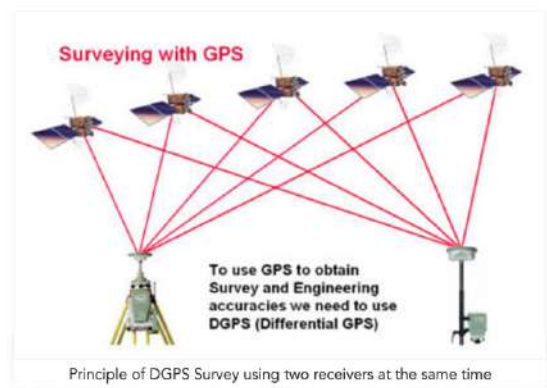 Surveying with GPS
To use GPS to obtain
Survey and Engineering
accuracies we need to use
DGPS (Differential GPS)
Principle of DGPS Survey using two receivers at the same time